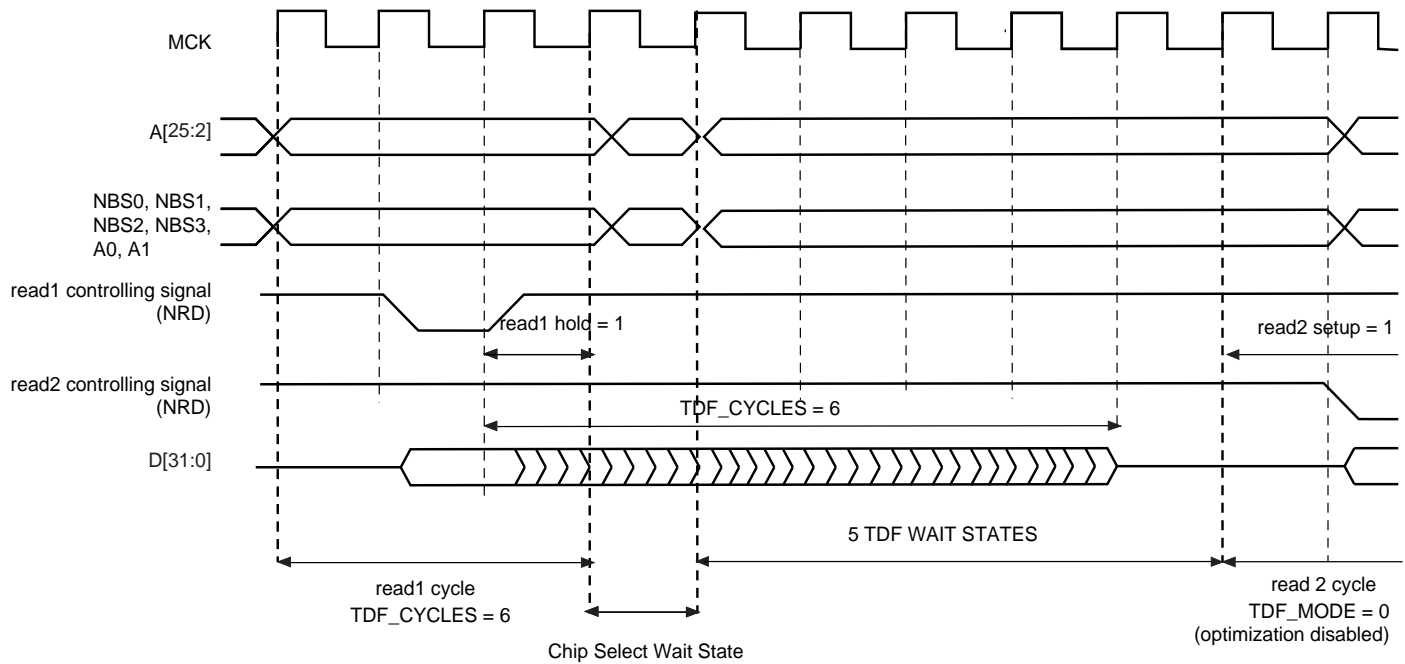 MCK
A[25:2]
NBS0, NBS1,
NBS2, NBS3,
A0, A1
read1 controlling signal
(NRD)
read1 hold = 1
read2 setup = 1
read2 controlling signal
(NRD)
TDF_CYCLES = 6
D[31:0]
5 TDF WAIT STATES
read1 cycle
TDF_CYCLES = 6
Chip Select Wait State
read 2 cycle
TDF_MODE = 0
(optimization disabled)